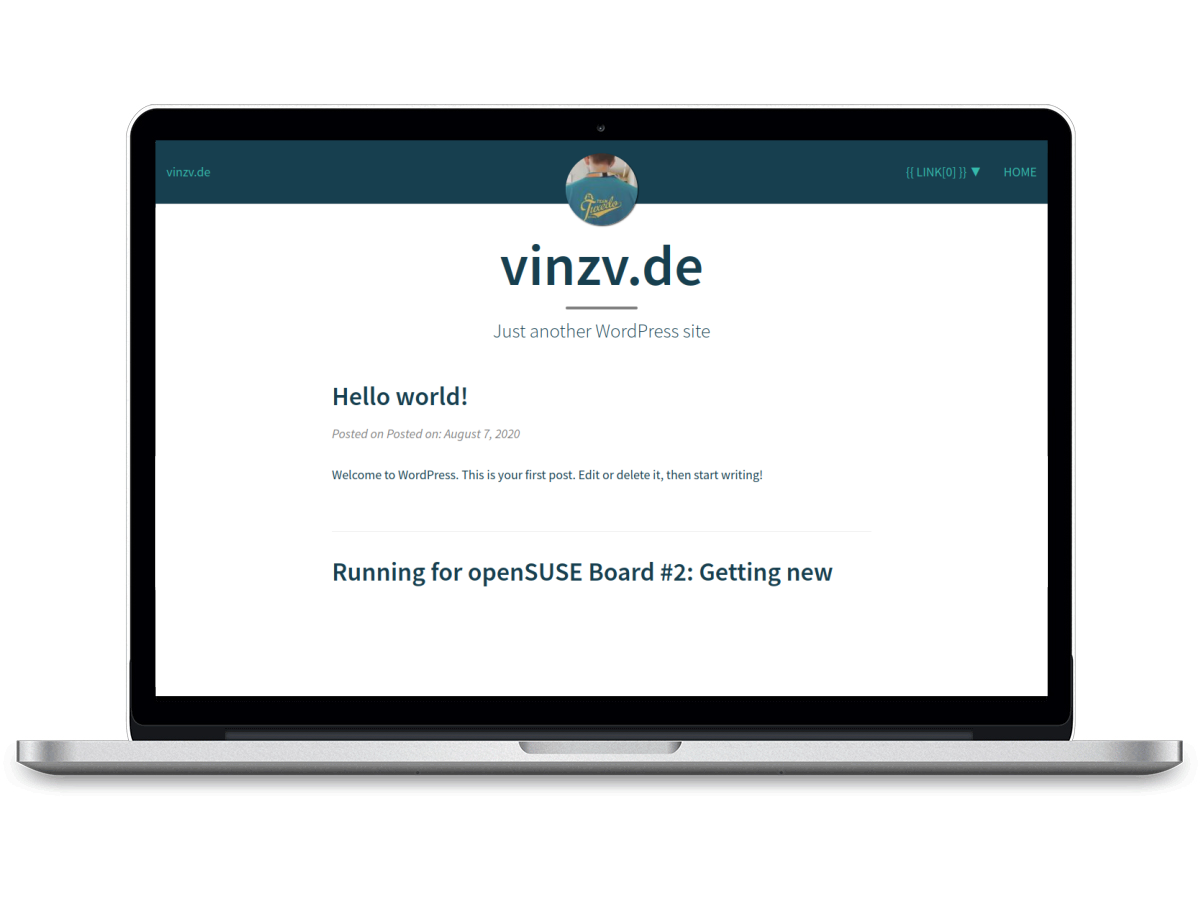 vinzv.de
{{ LINK[0] }} ▼ HOME
Tuxedo
vinzv.de
Just another WordPress site
Hello world!
Posted on Posted on: August 7, 2020
Welcome to WordPress. This is your first post. Edit or delete it, then start writing!
Running for openSUSE Board #2: Getting new